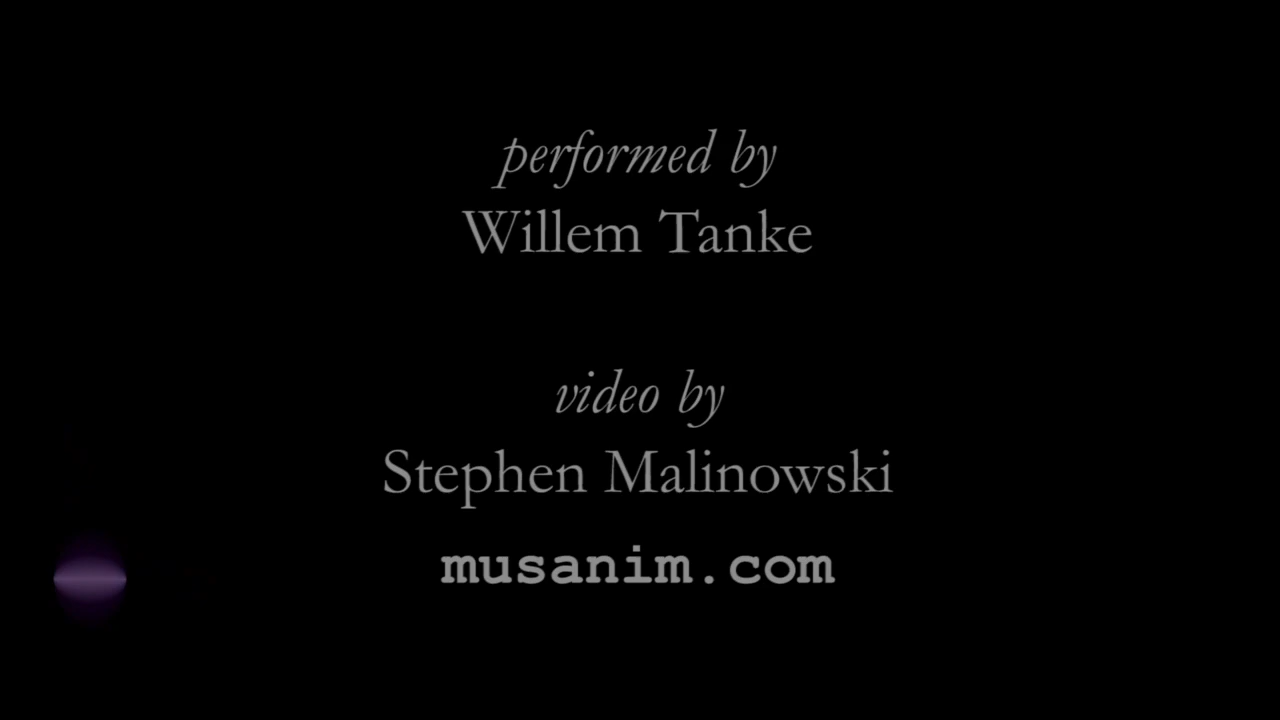 performed by
Willem Tanke
video by
Stephen Malinowski
musanim.com